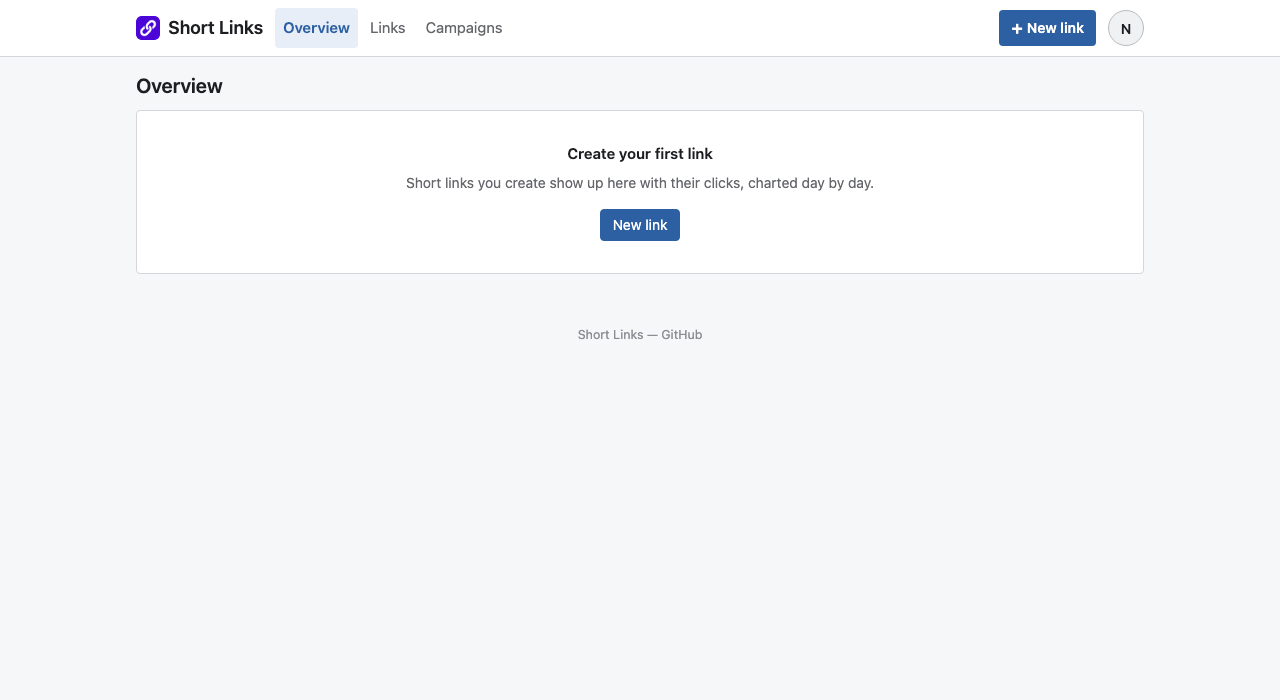 Short Links
Overview
Links
Campaigns
+ New link
N
Overview
Create your first link
Short links you create show up here with their clicks, charted day by day.
New link
Short Links — GitHub